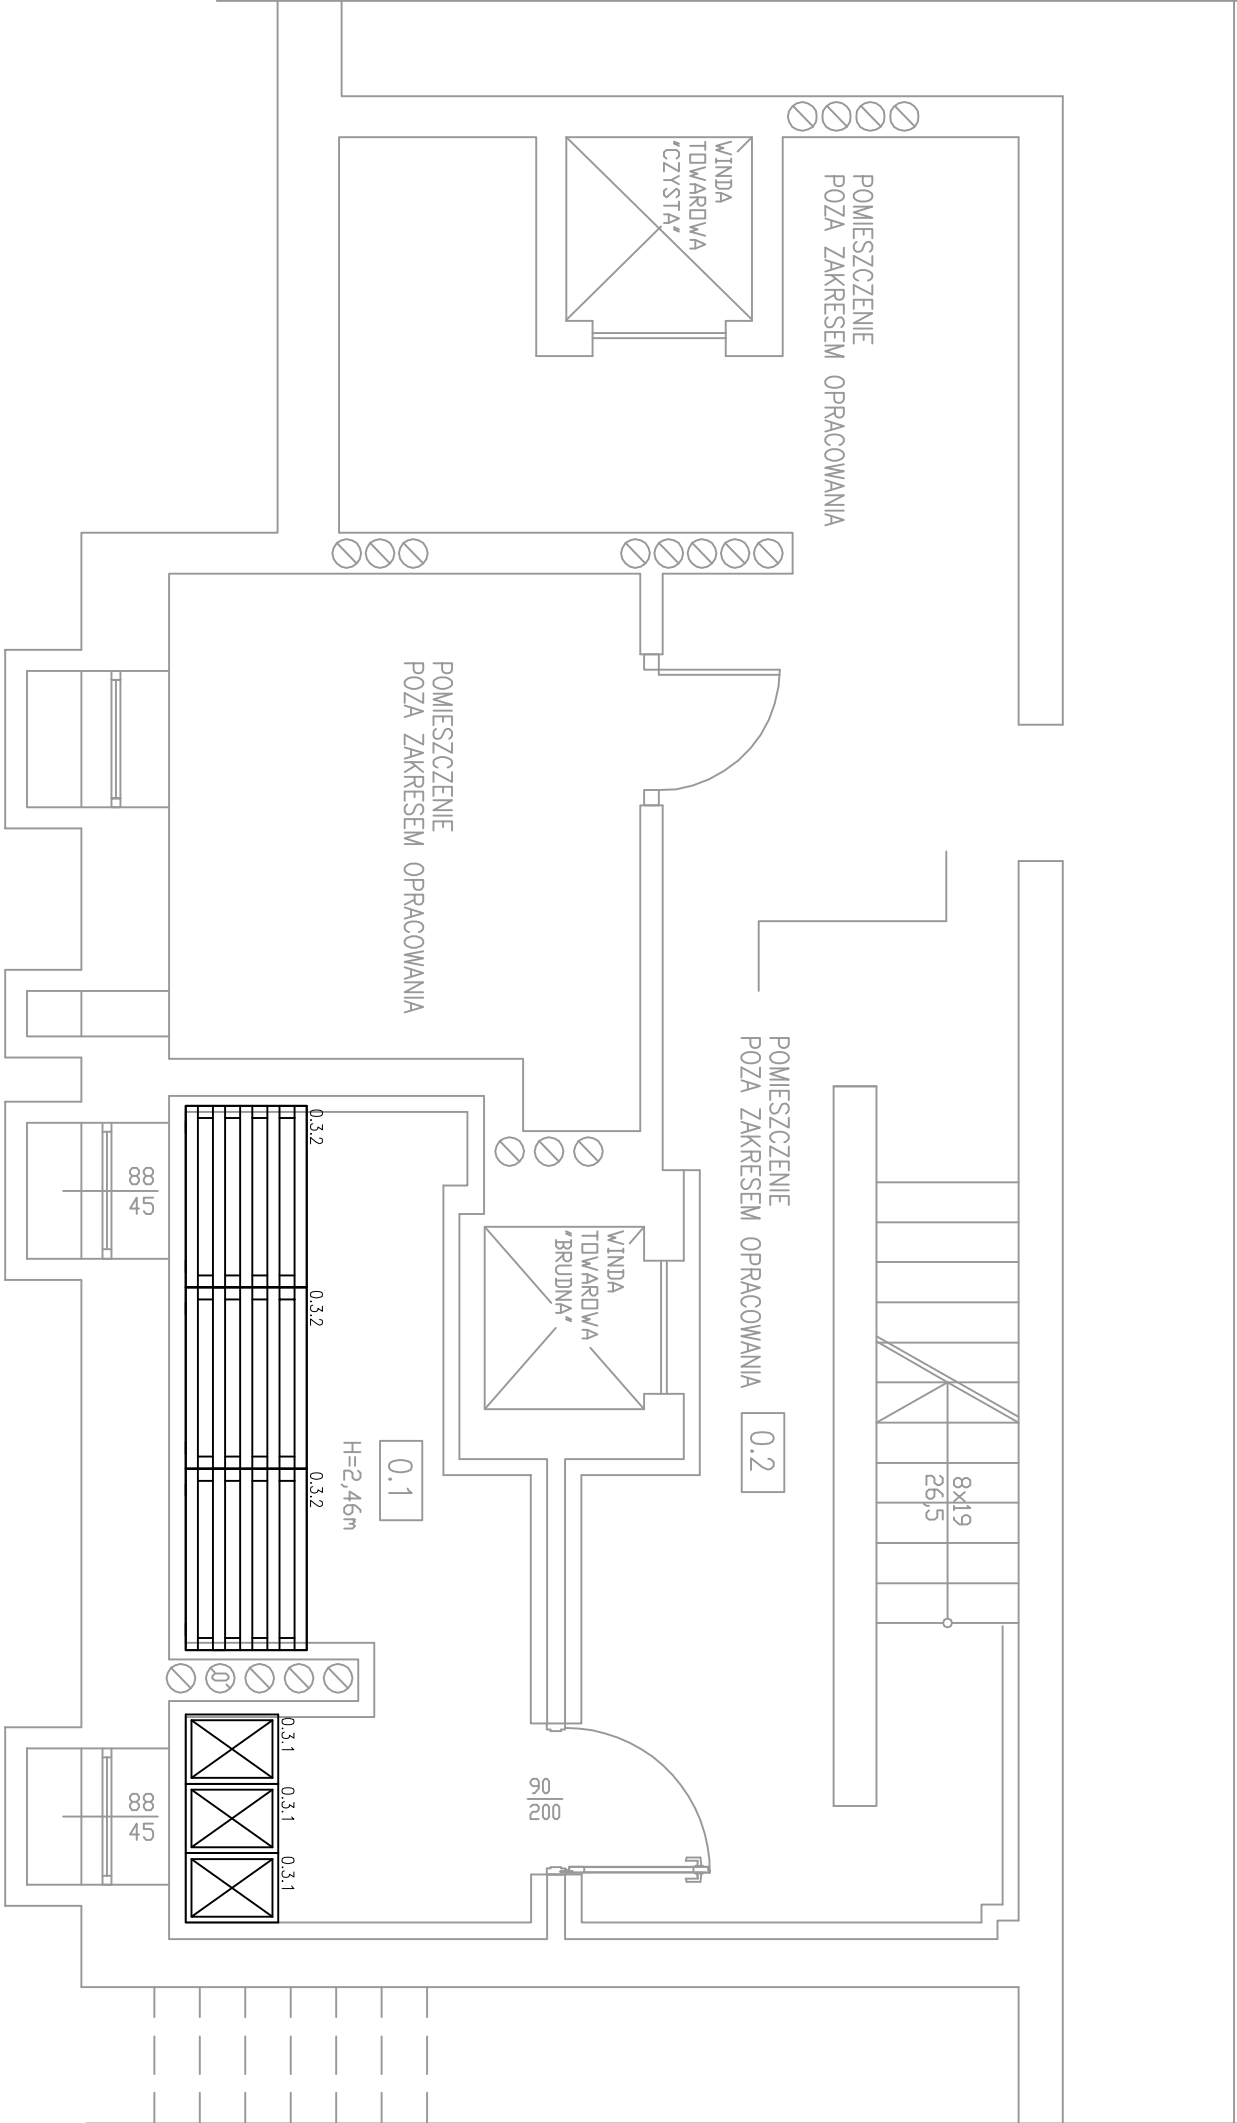 WINDA
TOWAROWA
"CZYSTA"
POMIESZCZENIE
POZA ZAKRESEM OPRACOWANIA
POMIESZCZENIE
POZA ZAKRESEM OPRACOWANIA
POMIESZCZENIE
POZA ZAKRESEM OPRACOWANIA
WINDA
TOWAROWA
"BRUDNA"
0.2
8x19
26,5
0.1
H=2,46m
0.3.2
0.3.2
0.3.2
88
45
0.3.1
0.3.1
0.3.1
88
45
90
200